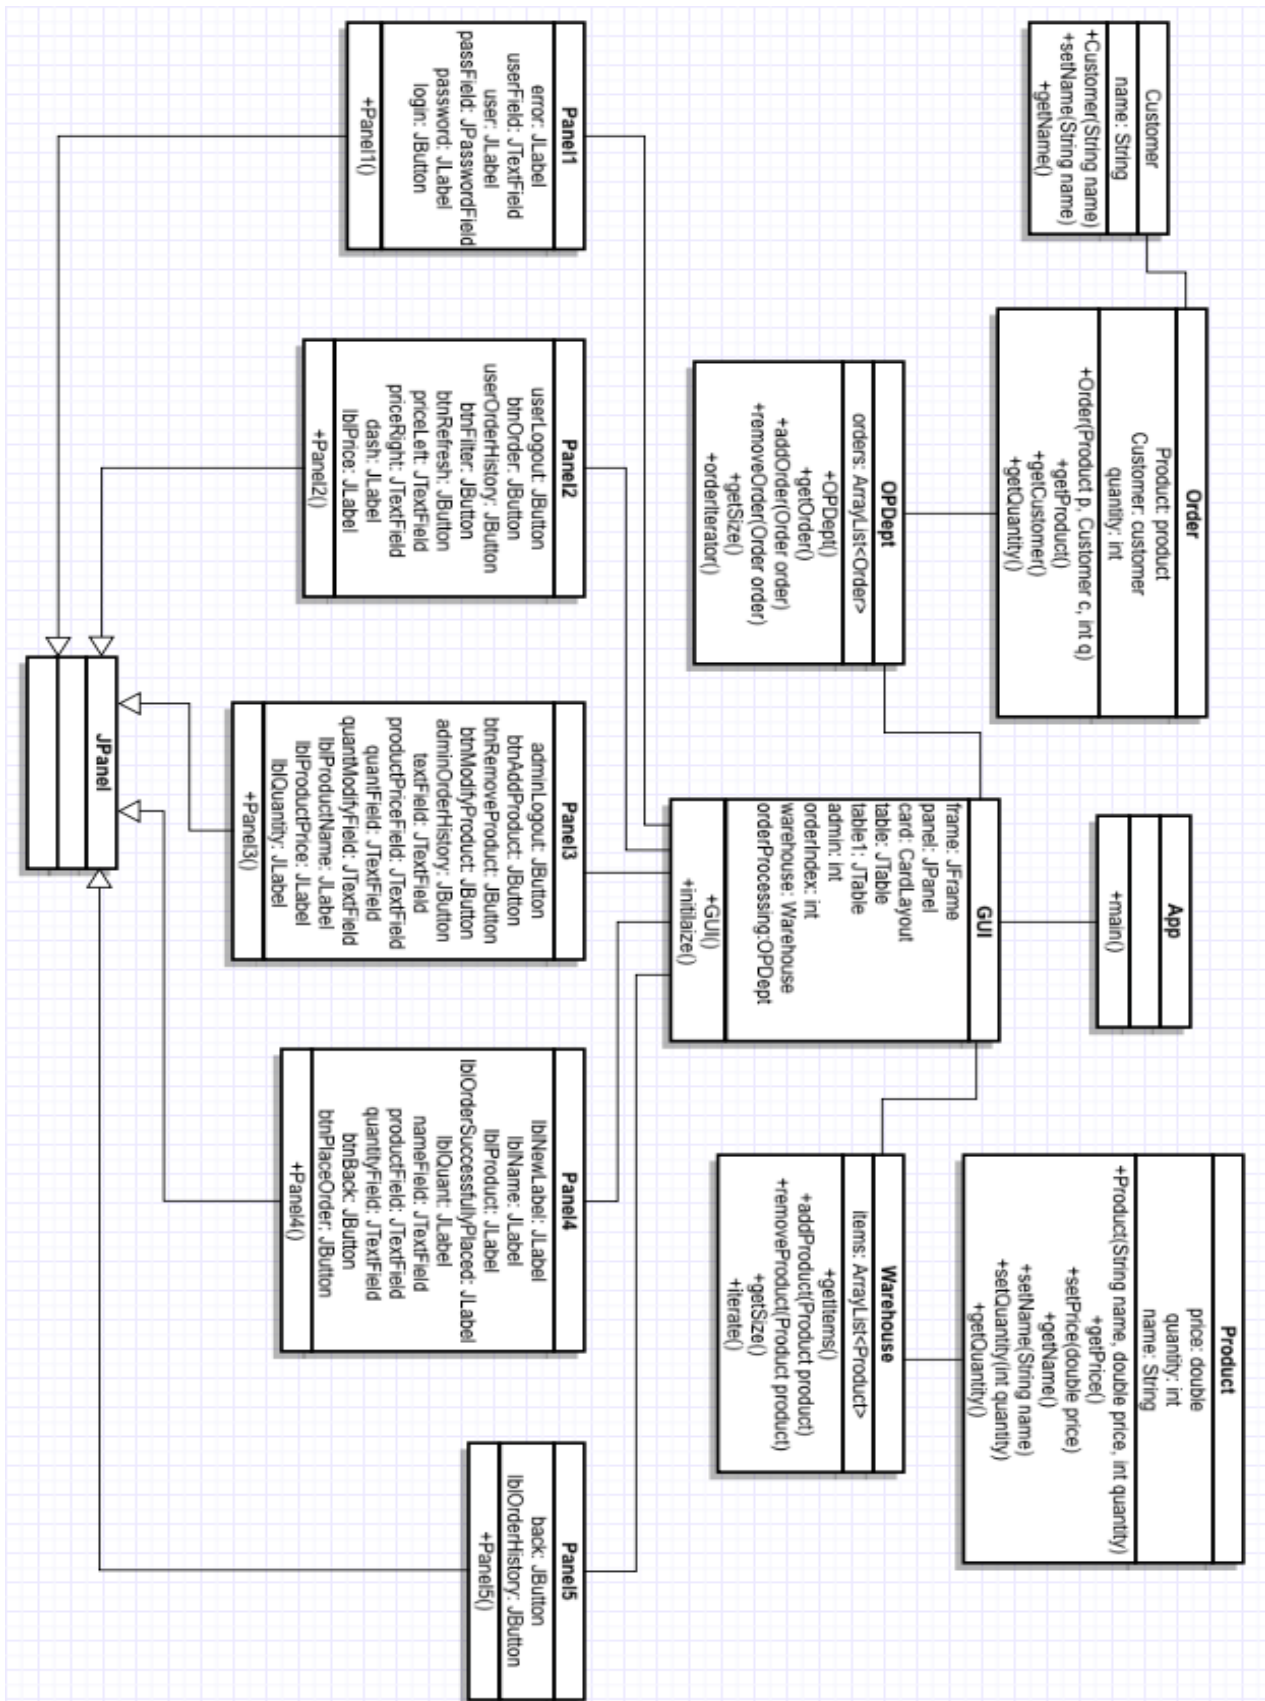 Customer
name: String
+Customer(String name)
+setName(String name)
+getName()
Order
Product: product
Customer: customer
quantity: int
+Order(Product p, Customer c, int q)
+getProduct()
+getCustomer()
+getQuantity()
App
+main()
Product
price: double
quantity: int
name: String
+Product(String name, double price, int quantity)
+getPrice()
+setPrice(double price)
+getName()
+setName(String name)
+setQuantity(int quantity)
+getQuantity()
OPDept
orders: ArrayList<Order>
+OPDept()
+getOrder()
+addOrder(Order order)
+removeOrder(Order order)
+getSize()
+orderIterator()
GUI
frame: JFrame
panel: JPanel
card: CardLayout
table: JTable
table1: JTable
admin: int
orderIndex: int
warehouse: Warehouse
orderProcessing:OPDept
+GUI()
+initilaize()
Warehouse
items: ArrayList<Product>
+getItems()
+addProduct(Product product)
+removeProduct(Product product)
+getSize()
+iterate()
Panel1
error: JLabel
userField: JTextField
user: JLabel
passField: JPasswordField
password: JLabel
login: JButton
+Panel1()
Panel2
userLogout: JButton
btnOrder: JButton
userOrderHistory: JButton
btnFilter: JButton
btnRefresh: JButton
priceLeft: JTextField
priceRight: JTextField
dash: JLabel
lblPrice: JLabel
+Panel2()
Panel3
adminLogout: JButton
btnAddProduct: JButton
btnRemoveProduct: JButton
btnModifyProduct: JButton
adminOrderHistory: JButton
textField: JTextField
productPriceField: JTextField
quantField: JTextField
quantModifyField: JTextField
lblProductName: JLabel
lblProductPrice: JLabel
lblQuantity: JLabel
+Panel3()
Panel4
lblNewLabel: JLabel
lblName: JLabel
lblProduct: JLabel
lblOrderSuccessfullyPlaced: JLabel
lblQuant: JLabel
nameField: JTextField
productField: JTextField
quantityField: JTextField
btnBack: JButton
btnPlaceOrder: JButton
+Panel4()
Panel5
back: JButton
lblOrderHistory: JButton
+Panel5()
JPanel